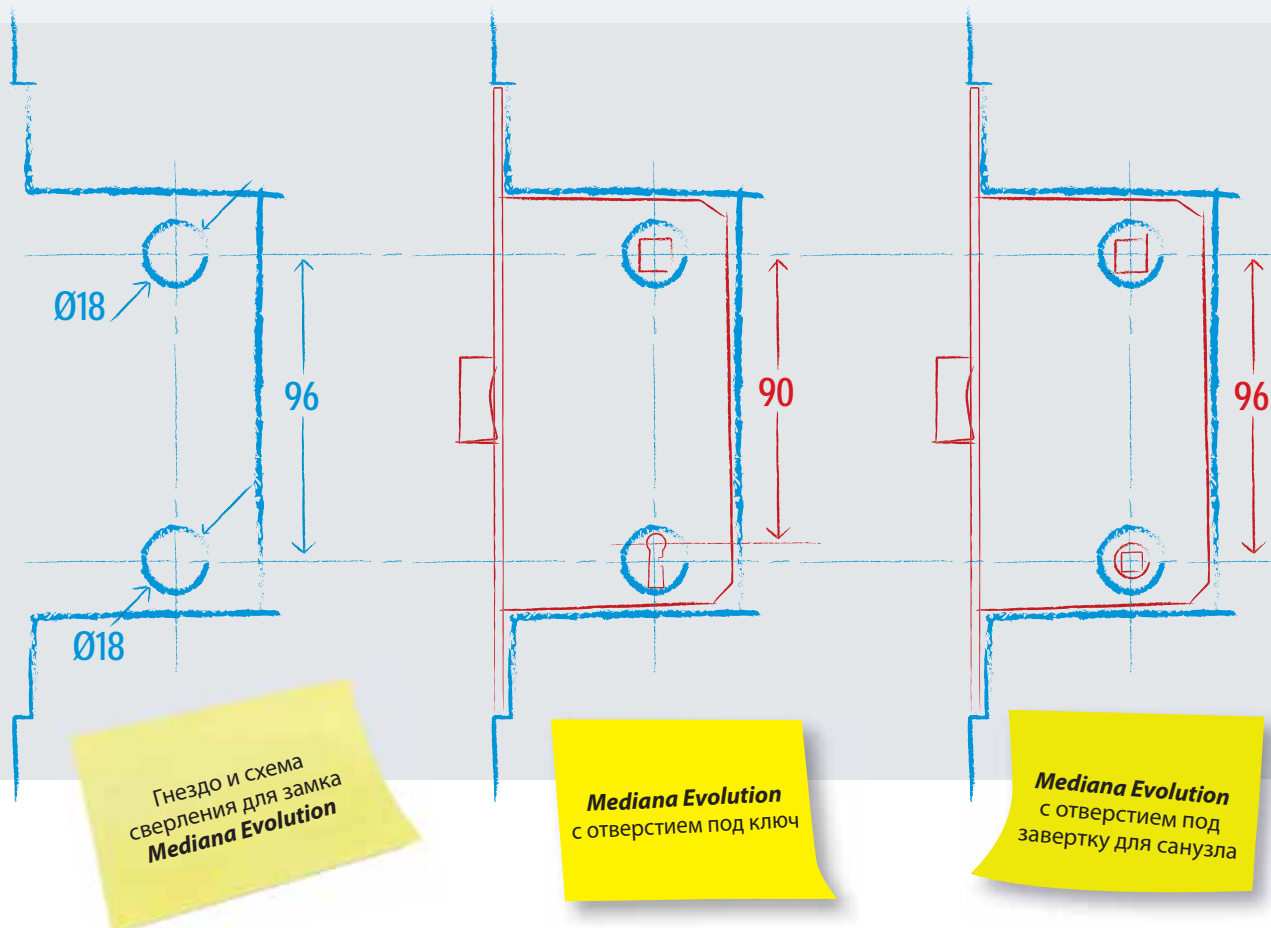 Ø18
96
Ø18
90
96
Гнездо и схема
сверления для замка
Mediana Evolution
Mediana Evolution
с отверстием под ключ
Mediana Evolution
с отверстием под
завертку для санузла